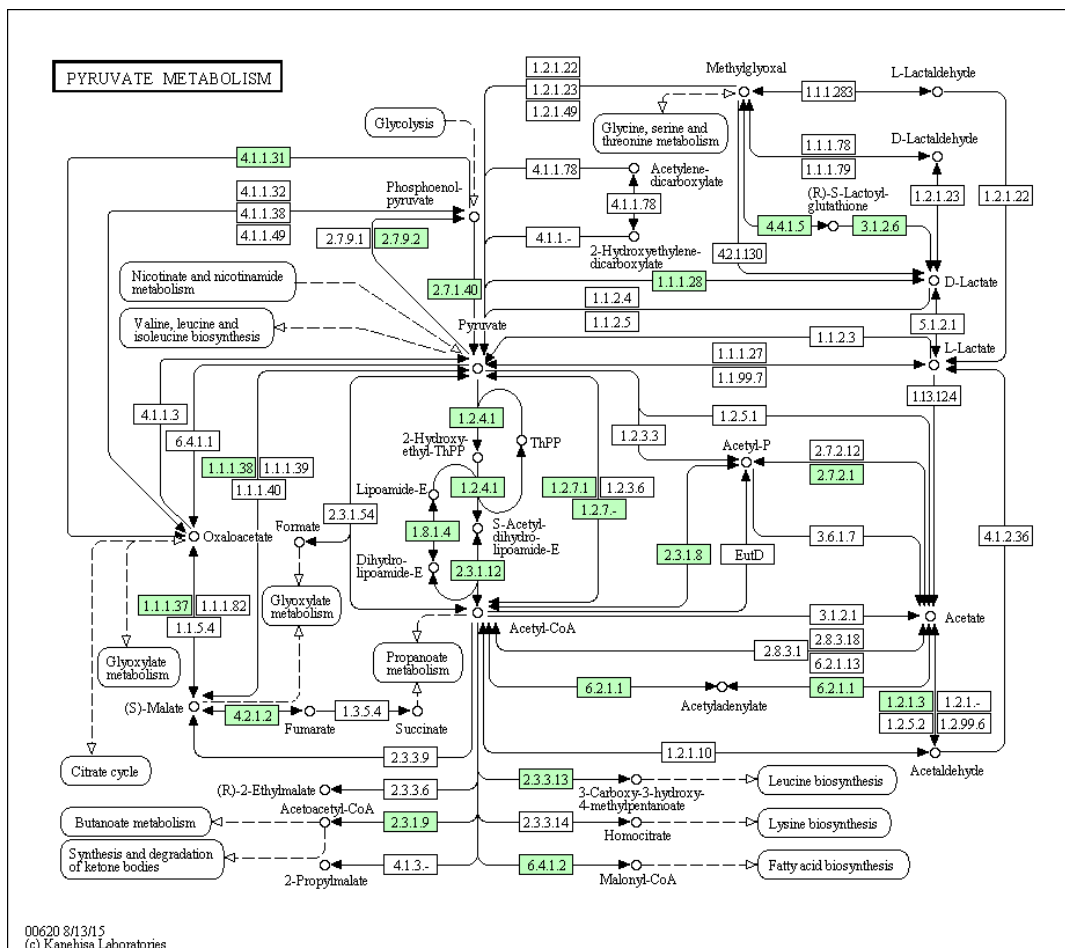 PYRUVATE METABOLISM
1.2.1.22
1.2.1.23
1.2.1.49
Methylglyoxal
1.1.1.283
L-Lactaldehyde
Glycolysis
Glycine, serine and
threonine metabolism
D-Lactaldehyde
1.1.1.78
1.1.1.79
4.1.1.31
4.1.1.32
4.1.1.38
4.1.1.49
Phosphoenol-
pyruvate
4.1.1.78
Acetylene-
dicarboxylate
4.1.1.78
(R)-S-Lactoyl-
glutathione
1.2.1.23
1.2.1.22
2.7.9.1
2.7.9.2
4.1.1.-
2-Hydroxyethylene-
dicarboxylate
4.4.1.5
3.1.2.6
4.2.1.130
Nicotinate and nicotinamide
metabolism
2.7.1.40
1.1.1.28
D-Lactate
1.1.2.4
1.1.2.5
Valine, leucine and
isoleucine biosynthesis
Pyruvate
5.1.2.1
1.1.2.3
L-Lactate
1.1.1.27
1.1.99.7
1.13.12.4
4.1.1.3
6.4.1.1
1.2.4.1
2-Hydroxy-
ethyl-ThPP
ThPP
1.2.5.1
1.2.3.3
Acetyl-P
2.7.2.12
2.7.2.1
1.1.1.38
1.1.1.39
1.1.1.40
Lipoamide-E
1.2.4.1
1.2.7.1
1.2.3.6
1.2.7.-
2.3.1.54
Oxaloacetate
Formate
1.8.1.4
S-Acetyl-
dihydro-
lipoamide-E
Dihydro-
lipoamide-E
2.3.1.12
2.3.1.8
EutD
3.6.1.7
4.1.2.36
1.1.1.37
1.1.1.82
1.1.5.4
Glyoxylate
metabolism
Acetyl-CoA
3.1.2.1
Acetate
2.8.3.1
2.8.3.18
6.2.1.13
Glyoxylate
metabolism
Propanoate
metabolism
6.2.1.1
Acetyladenylate
6.2.1.1
(S)-Malate
4.2.1.2
Fumarate
1.3.5.4
Succinate
1.2.1.3
1.2.1.-
1.2.5.2
1.2.99.6
2.3.3.9
1.2.1.10
Acetaldehyde
Citrate cycle
(R)-2-Ethylmalate
2.3.3.6
2.3.3.13
3-Carboxy-3-hydroxy-
4-methylpentanoate
Leucine biosynthesis
Acetoacetyl-CoA
Butanoate metabolism
2.3.1.9
2.3.3.14
Homocitrate
Lysine biosynthesis
Synthesis and degradation
of ketone bodies
2-Propylmalate
4.1.3.-
6.4.1.2
Malonyl-CoA
Fatty acid biosynthesis
00620 8/13/15
(c) Kanehisa Laboratories